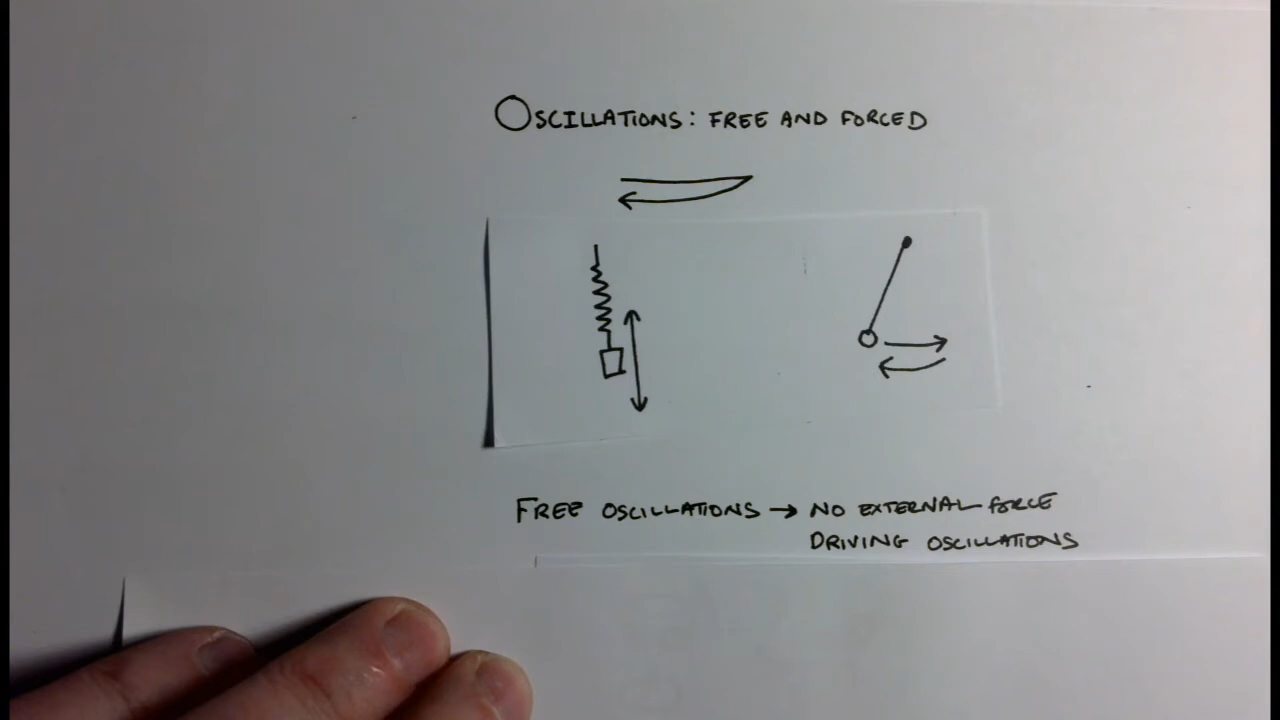 OSCILLATIONS: FREE AND FORCED
FREE OSCILLATIONS → NO EXTERNAL FORCE
DRIVING OSCILLATIONS